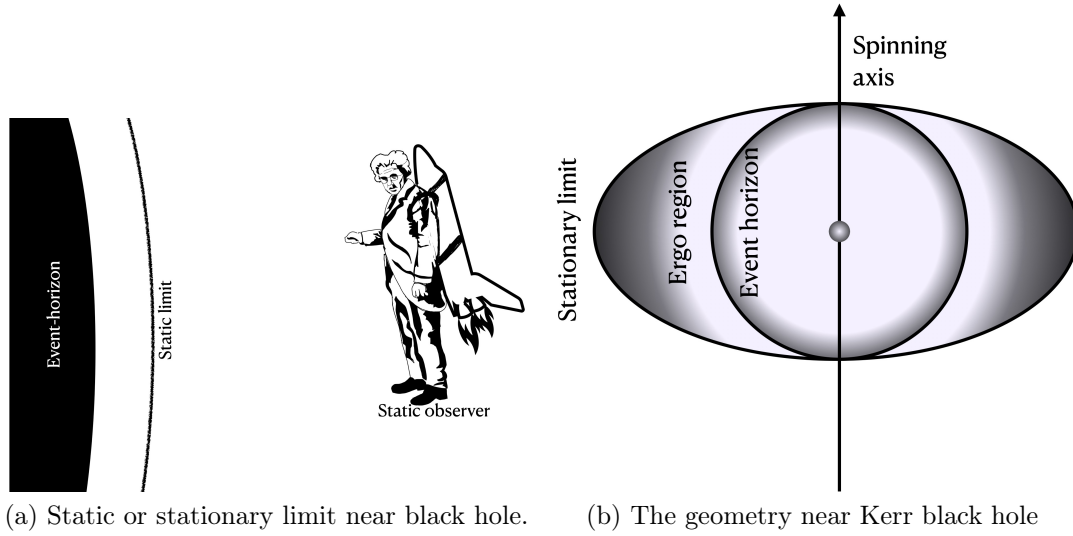 Event-horizon
Static limit
Static observer
(a) Static or stationary limit near black hole.
Spinning
axis
Stationary limit
Ergo region
Event horizon
(b) The geometry near Kerr black hole